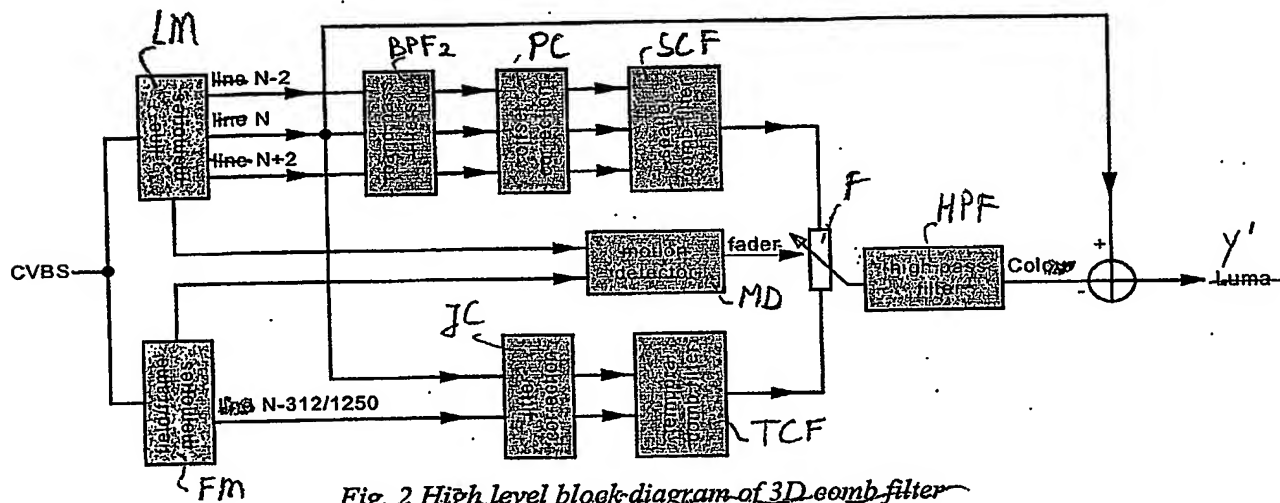 LM
BPF2
PC
SCF
line N-2
line N
line N+2
line memories
bandpass filters
phase correction
spatial comb filter
F
HPF
CVBS
motion detector
fader
high pass filter
Colour
+
-
Y'
Luma
MD
JC
field/frame memories
line N-312/1250
jitter correction
temporal comb filter
TCF
FM
Fig. 2 High level block diagram of 3D comb filter